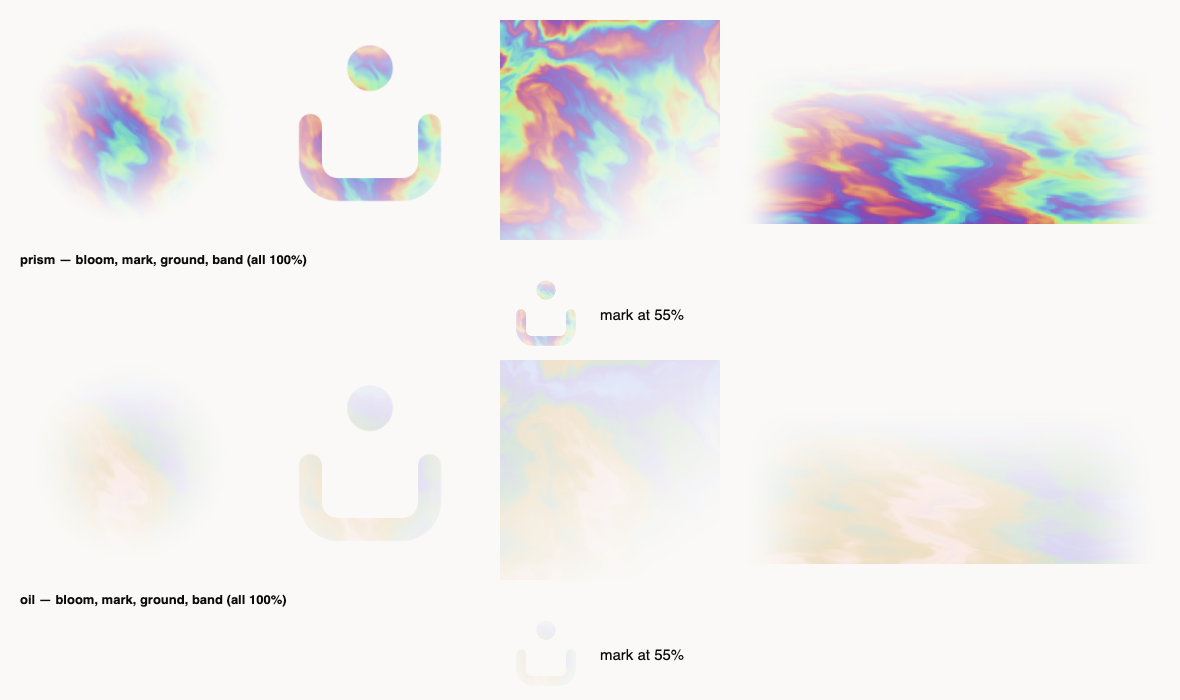 prism — bloom, mark, ground, band (all 100%)
mark at 55%
oil — bloom, mark, ground, band (all 100%)
mark at 55%